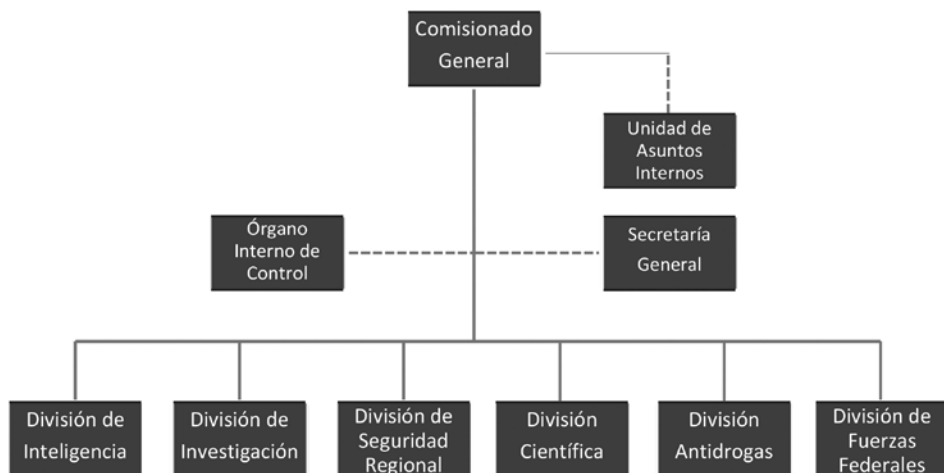 Comisionado
General
Unidad de
Asuntos
Internos
Órgano
Interno de
Control
Secretaría
General
División de
Inteligencia
División de
Investigación
División de
Seguridad
Regional
División
Científica
División
Antidrogas
División de
Fuerzas
Federales